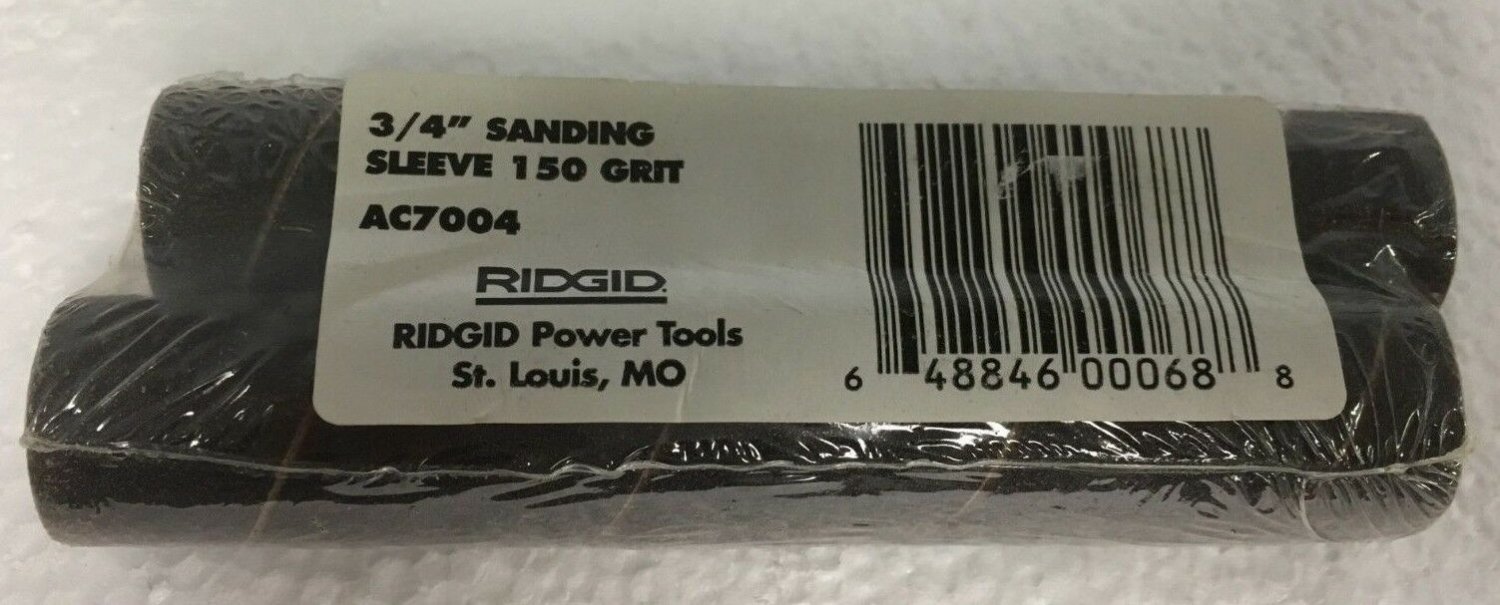 3/4" SANDING
SLEEVE 150 GRIT
AC7004
RIDGID
RIDGID Power Tools
St. Louis, MO
6 48846 00068 8